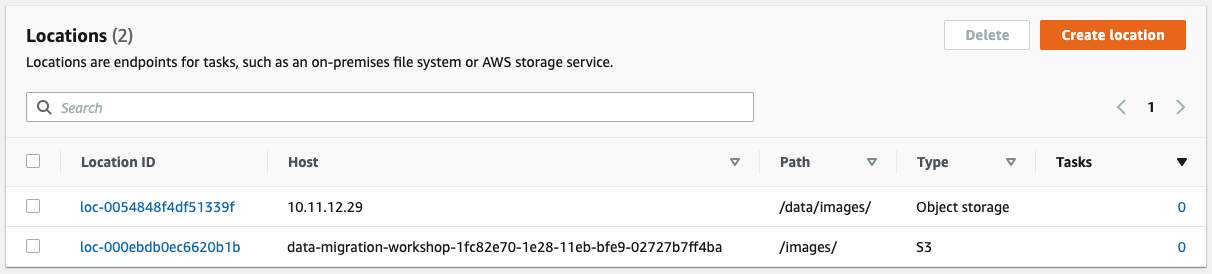 Locations (2)
Delete
Create location
Locations are endpoints for tasks, such as an on-premises file system or AWS storage service.
Search
1
Location ID Host Path Type Tasks
loc-0054848f4df51339f 10.11.12.29 /data/images/ Object storage 0
loc-000ebdb0ec6620b1b data-migration-workshop-1fc82e70-1e28-11eb-bfe9-02727b7ff4ba /images/ S3 0